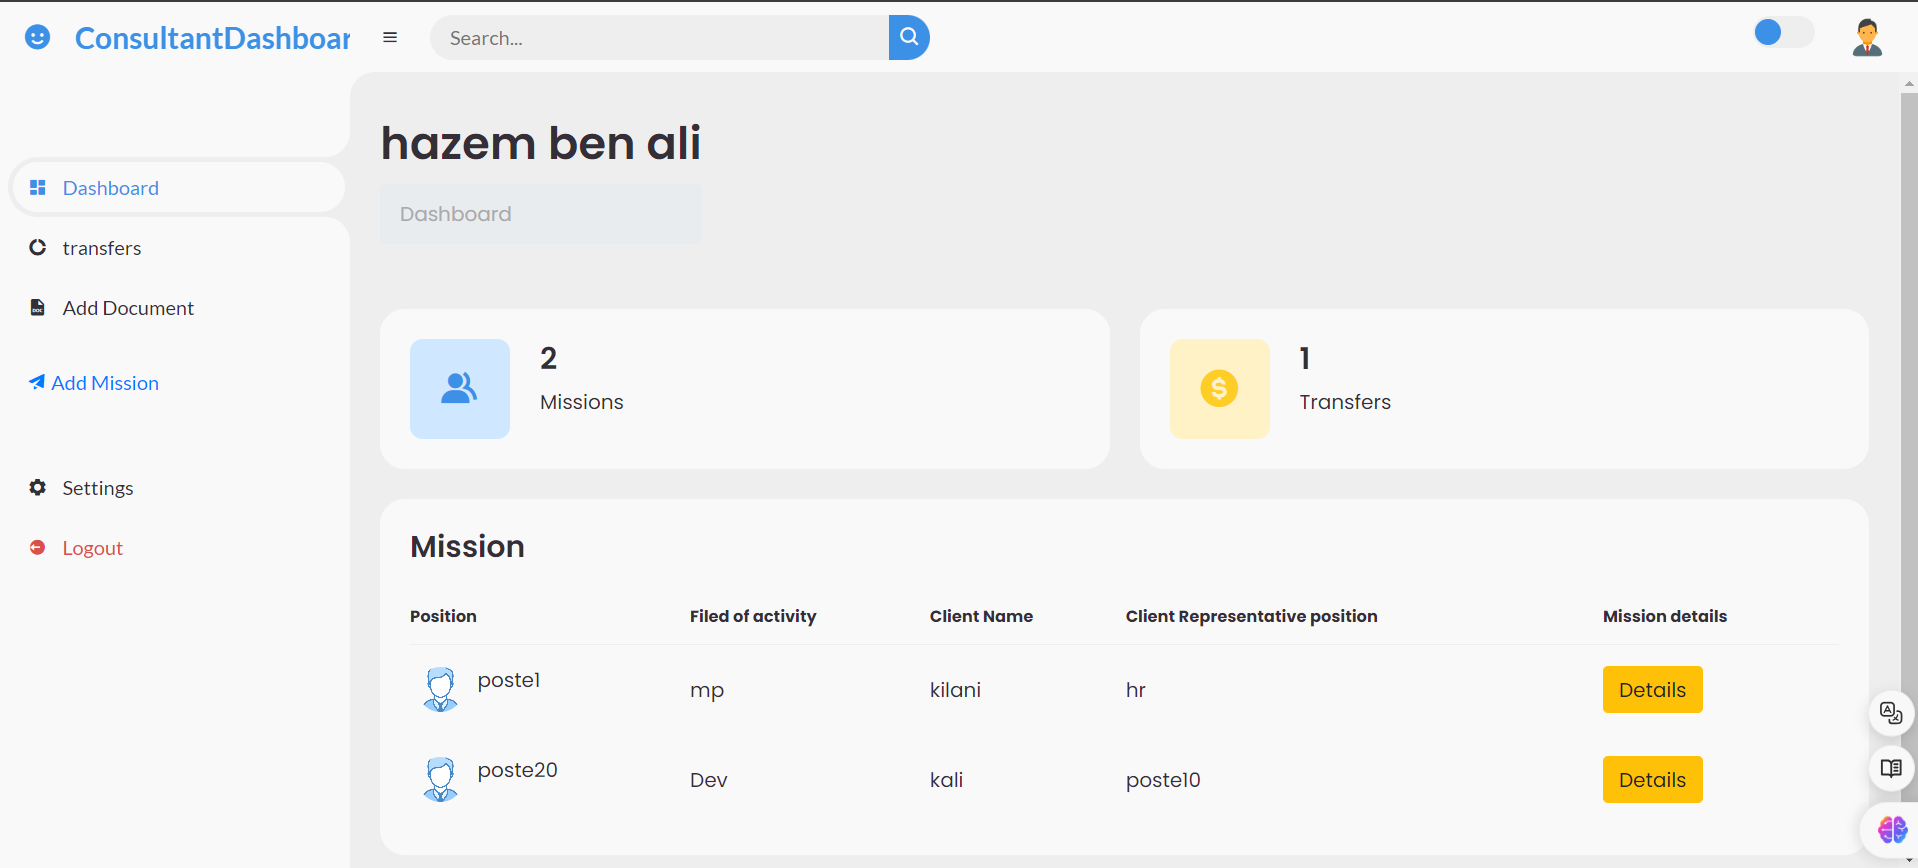 ConsultantDashboar
Search...
Dashboard
transfers
Add Document
Add Mission
Settings
Logout
hazem ben ali
Dashboard
2
Missions
1
Transfers
Mission
Position Filed of activity Client Name Client Representative position Mission details
poste1 mp kilani hr Details
poste20 Dev kali poste10 Details